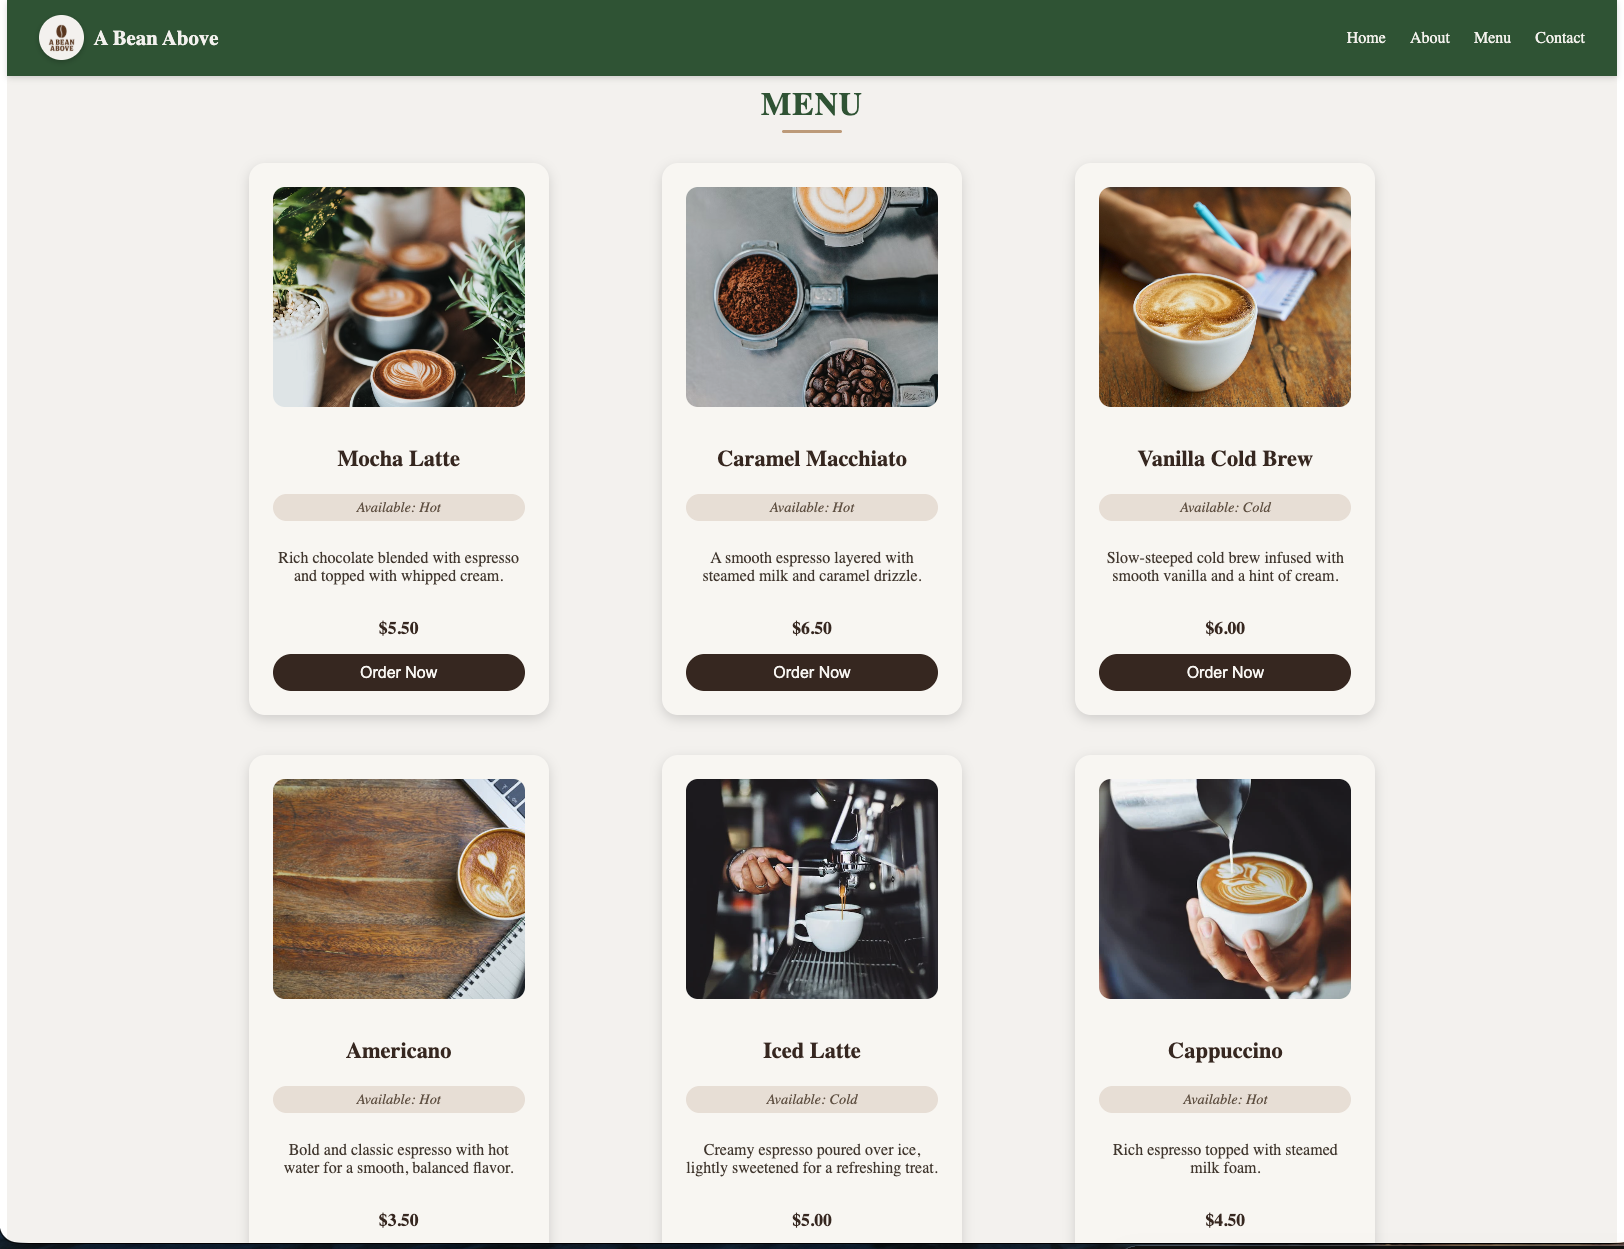 A BEAN
ABOVE
A Bean Above
Home About Menu Contact
MENU
Mocha Latte
Available: Hot
Rich chocolate blended with espresso
and topped with whipped cream.
$5.50
Order Now
Caramel Macchiato
Available: Hot
A smooth espresso layered with
steamed milk and caramel drizzle.
$6.50
Order Now
Vanilla Cold Brew
Available: Cold
Slow-steeped cold brew infused with
smooth vanilla and a hint of cream.
$6.00
Order Now
Americano
Available: Hot
Bold and classic espresso with hot
water for a smooth, balanced flavor.
$3.50
Iced Latte
Available: Cold
Creamy espresso poured over ice,
lightly sweetened for a refreshing treat.
$5.00
Cappuccino
Available: Hot
Rich espresso topped with steamed
milk foam.
$4.50